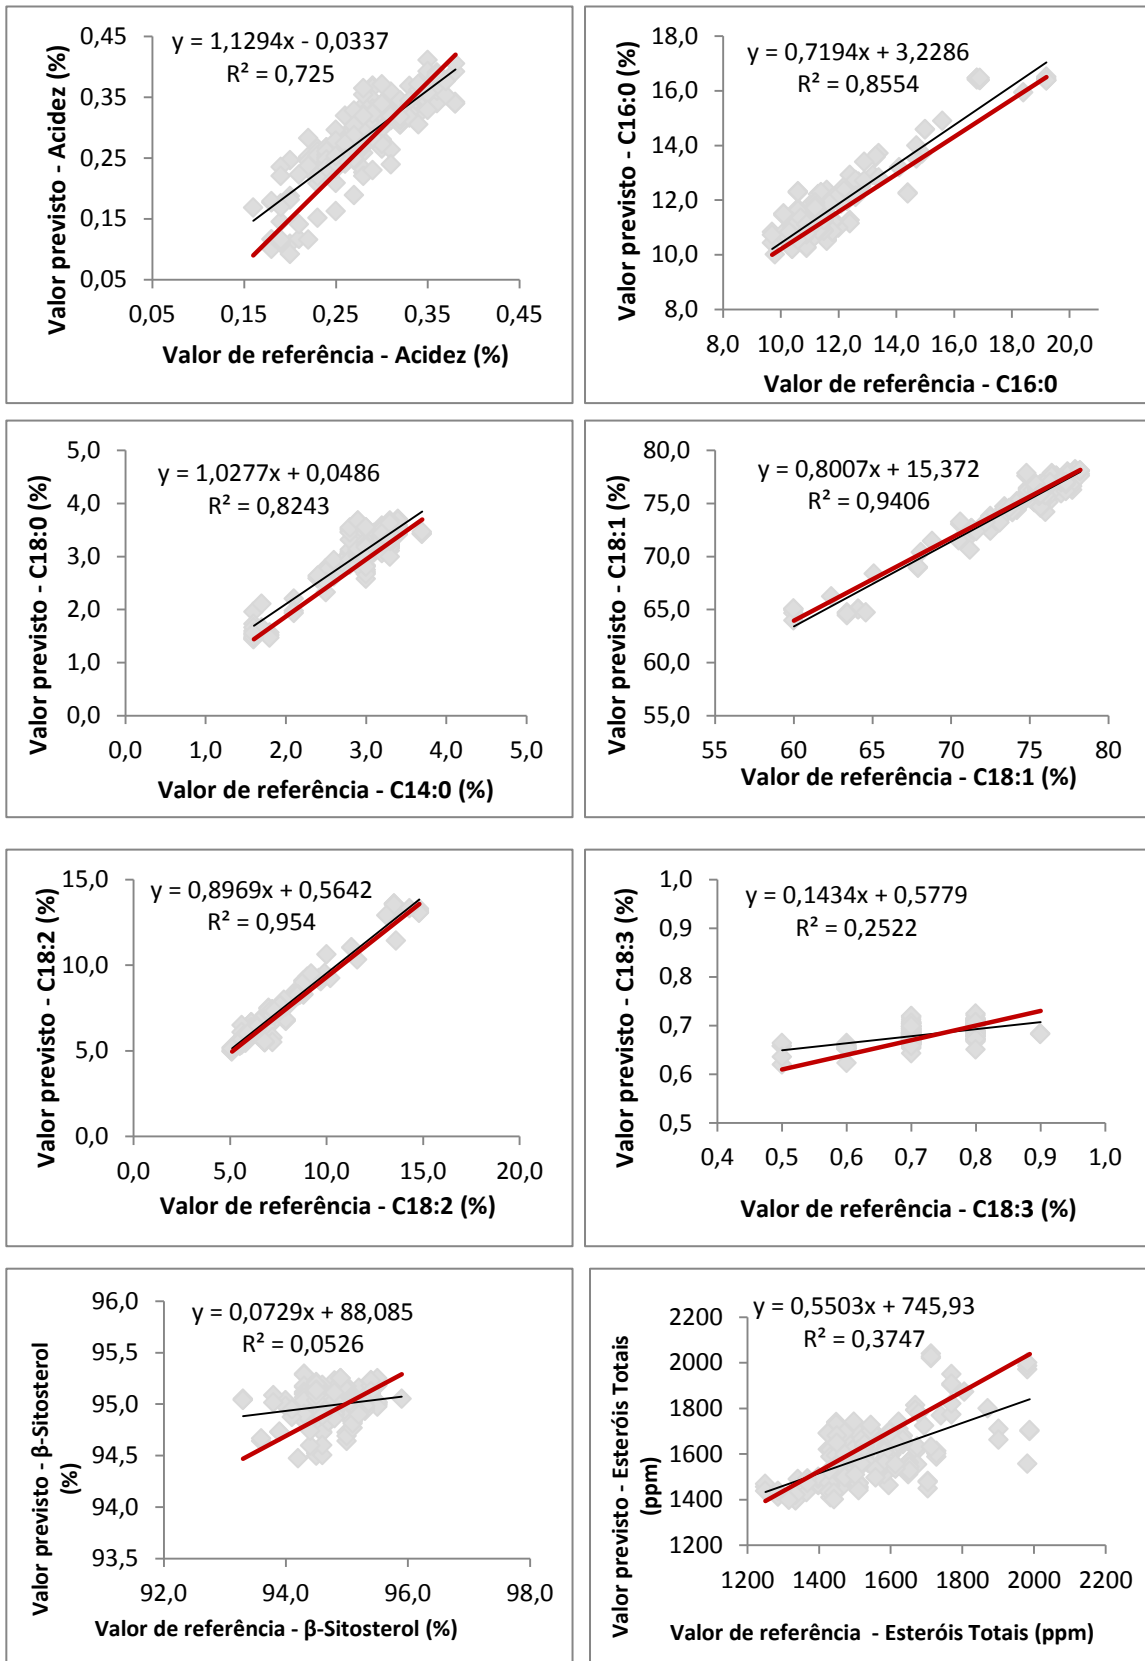 Valor previsto - Acidez (%)
0,45
0,35
0,25
0,15
0,05
y = 1,1294x - 0,0337
R² = 0,725
0,05 0,15 0,25 0,35 0,45
Valor de referência - Acidez (%)
Valor previsto - C16:0 (%)
18,0
16,0
14,0
12,0
10,0
8,0
y = 0,7194x + 3,2286
R² = 0,8554
8,0 10,0 12,0 14,0 16,0 18,0 20,0
Valor de referência - C16:0
Valor previsto - C18:0 (%)
5,0
4,0
3,0
2,0
1,0
0,0
y = 1,0277x + 0,0486
R² = 0,8243
0,0 1,0 2,0 3,0 4,0 5,0
Valor de referência - C14:0 (%)
Valor previsto - C18:1 (%)
80,0
75,0
70,0
65,0
60,0
55,0
y = 0,8007x + 15,372
R² = 0,9406
55 60 65 70 75 80
Valor de referência - C18:1 (%)
Valor previsto - C18:2 (%)
15,0
10,0
5,0
0,0
y = 0,8969x + 0,5642
R² = 0,954
0,0 5,0 10,0 15,0 20,0
Valor de referência - C18:2 (%)
Valor previsto - C18:3 (%)
1,0
0,9
0,8
0,7
0,6
0,5
y = 0,1434x + 0,5779
R² = 0,2522
0,4 0,5 0,6 0,7 0,8 0,9 1,0
Valor de referência - C18:3 (%)
Valor previsto - β-Sitosterol
(%)
96,0
95,5
95,0
94,5
94,0
93,5
y = 0,0729x + 88,085
R² = 0,0526
92,0 94,0 96,0 98,0
Valor de referência - β-Sitosterol (%)
Valor previsto - Esteróis Totais
(ppm)
2200
2000
1800
1600
1400
1200
y = 0,5503x + 745,93
R² = 0,3747
1200 1400 1600 1800 2000 2200
Valor de referência - Esteróis Totais (ppm)